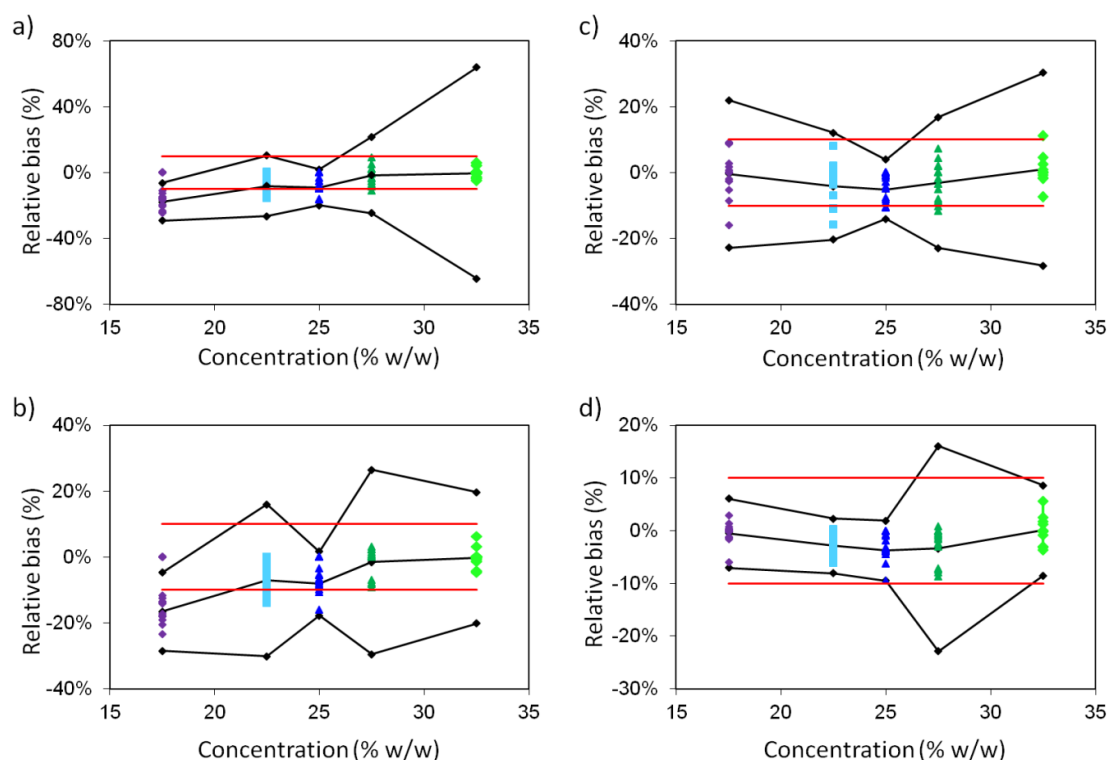 a)
80%
40%
0%
-40%
-80%
Relative bias (%)
15 20 25 30 35
Concentration (% w/w)
c)
40%
20%
0%
-20%
-40%
Relative bias (%)
15 20 25 30 35
Concentration (% w/w)
b)
40%
20%
0%
-20%
-40%
Relative bias (%)
15 20 25 30 35
Concentration (% w/w)
d)
20%
10%
0%
-10%
-20%
-30%
Relative bias (%)
15 20 25 30 35
Concentration (% w/w)